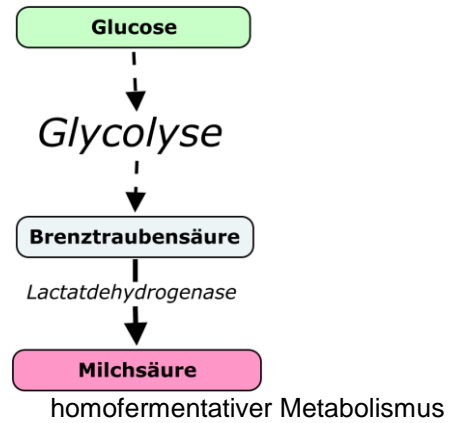 Glucose
Glycolyse
Brenztraubensäure
Lactatdehydrogenase
Milchsäure
homofermentativer Metabolismus